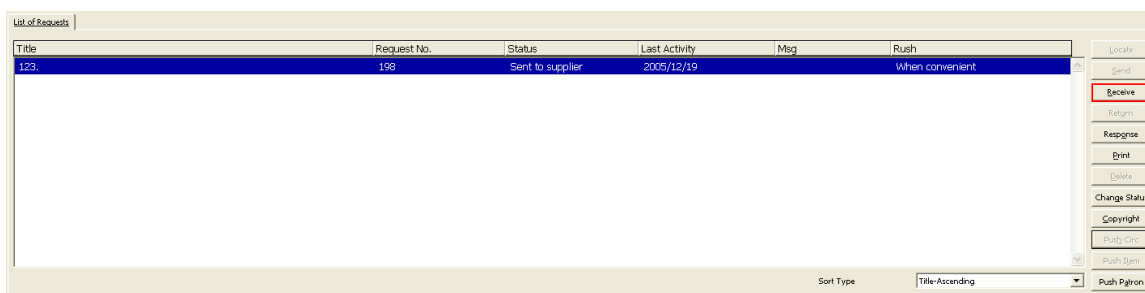 List of Requests
Title Request No. Status Last Activity Msg Rush
123. 198 Sent to supplier 2005/12/19 When convenient
Locate
Send
Receive
Return
Response
Print
Delete
Change Statu
Copyright
Push Circ
Push Item
Sort Type Title-Ascending Push Patron